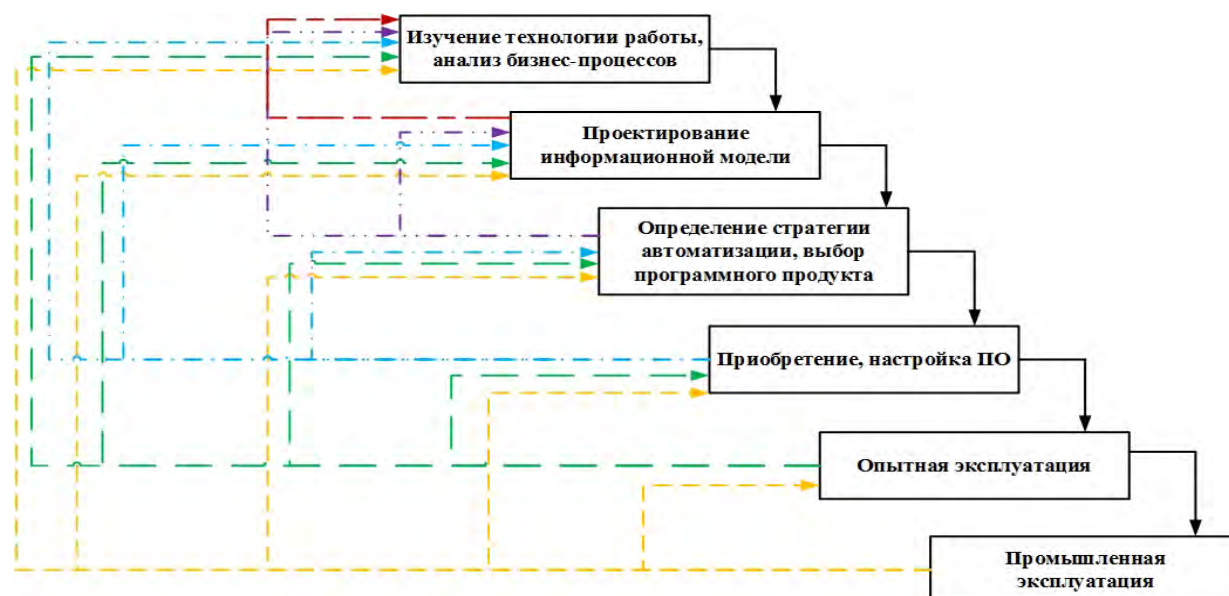 Изучение технологии работы,
анализ бизнес-процессов
Проектирование
информационной модели
Определение стратегии
автоматизации, выбор
программного продукта
Приобретение, настройка ПО
Опытная эксплуатация
Промышленная
эксплуатация